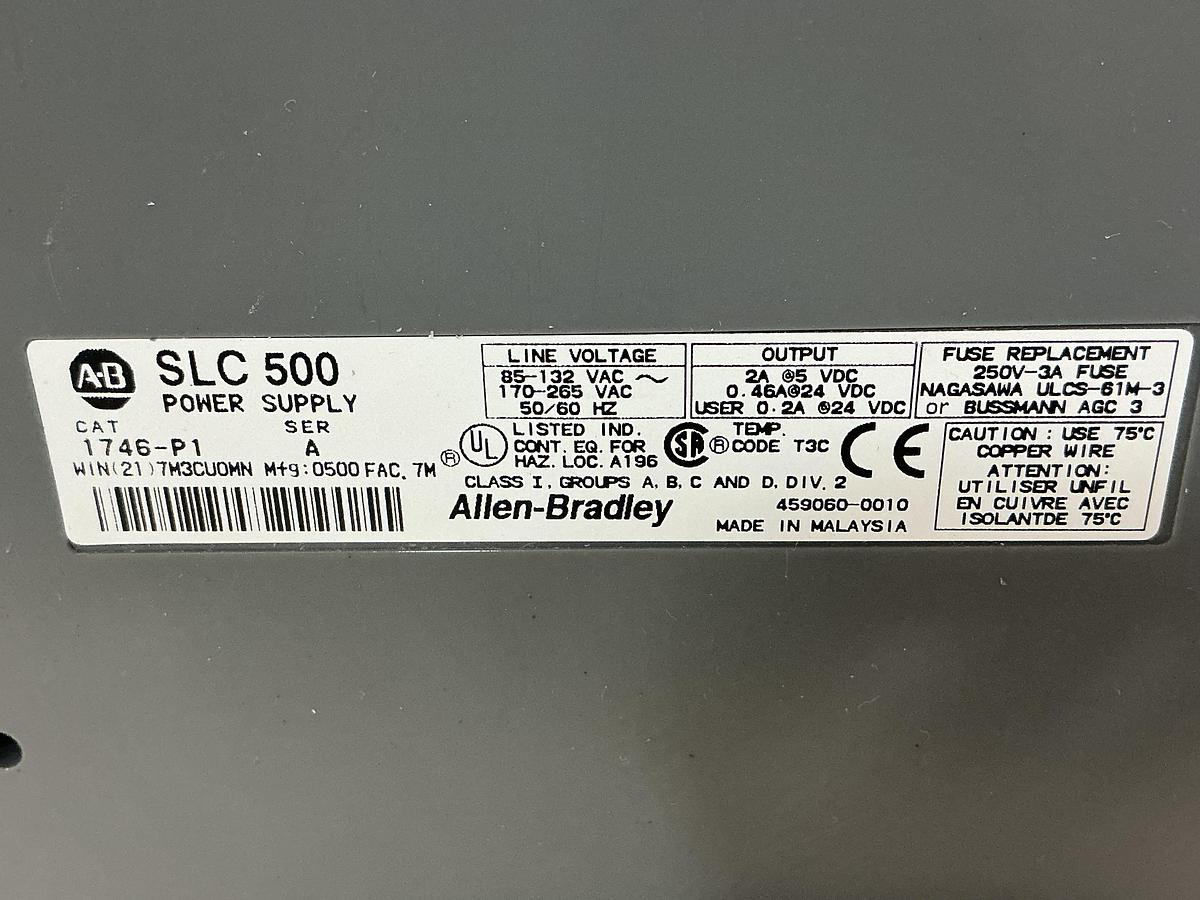 A-B
SLC 500
POWER SUPPLY
CAT SER
1746-P1 A
WIN(21)7M3CU0MN Mfg:0500 FAC. 7M
LINE VOLTAGE
85-132 VAC ~
170-265 VAC
50/60 HZ
OUTPUT
2A @5 VDC
0.46A@24 VDC
USER 0.2A @24 VDC
FUSE REPLACEMENT
250V-3A FUSE
NAGASAWA ULCS-61M-3
or BUSSMANN AGC 3
UL ®
LISTED IND.
CONT. EQ. FOR
HAZ. LOC. A196
SA ®
TEMP.
CODE T3C
CE
CLASS I, GROUPS A, B, C AND D, DIV. 2
Allen-Bradley
459060-0010
MADE IN MALAYSIA
CAUTION : USE 75°C
COPPER WIRE
ATTENTION:
UTILISER UNFIL
EN CUIVRE AVEC
ISOLANTDE 75°C